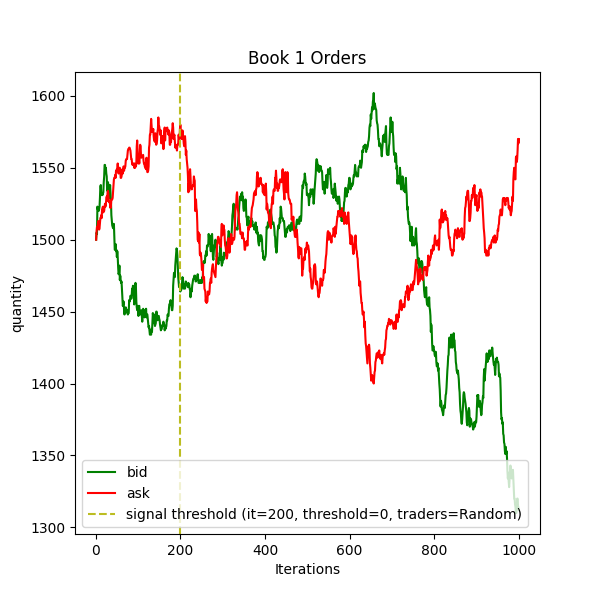 Book 1 Orders
quantity
1600
1550
1500
1450
1400
1350
1300
bid
ask
signal threshold (it=200, threshold=0, traders=Random)
0 200 400 600 800 1000
Iterations